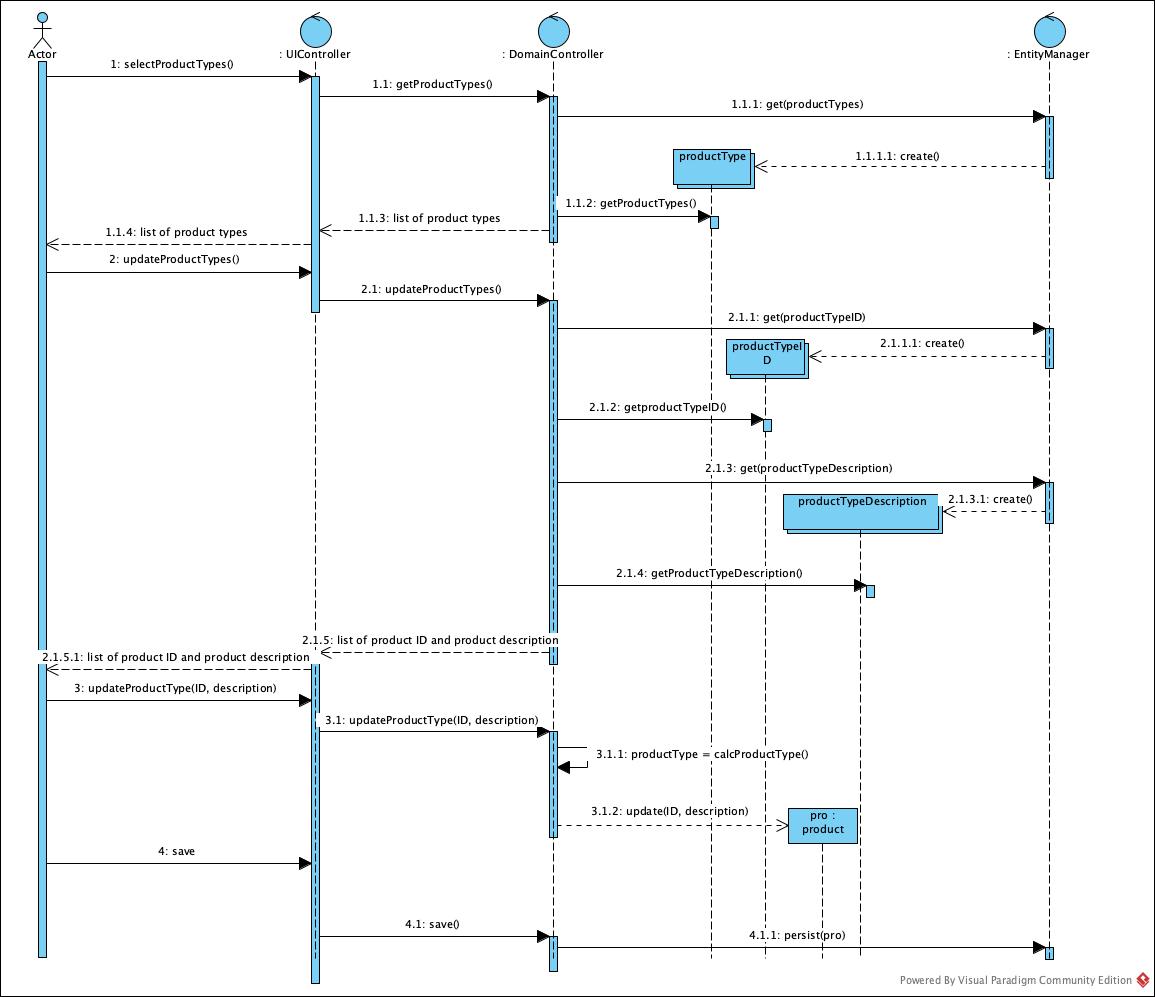 Actor
: UIController
: DomainController
: EntityManager
1: selectProductTypes()
1.1: getProductTypes()
1.1.1: get(productTypes)
productType
1.1.1.1: create()
1.1.2: getProductTypes()
1.1.3: list of product types
1.1.4: list of product types
2: updateProductTypes()
2.1: updateProductTypes()
2.1.1: get(productTypeID)
productTypeI
D
2.1.1.1: create()
2.1.2: getproductTypeID()
2.1.3: get(productTypeDescription)
productTypeDescription
2.1.3.1: create()
2.1.4: getProductTypeDescription()
2.1.5: list of product ID and product description
2.1.5.1: list of product ID and product description
3: updateProductType(ID, description)
3.1: updateProductType(ID, description)
3.1.1: productType = calcProductType()
3.1.2: update(ID, description)
pro :
product
4: save
4.1: save()
4.1.1: persist(pro)
Powered By Visual Paradigm Community Edition